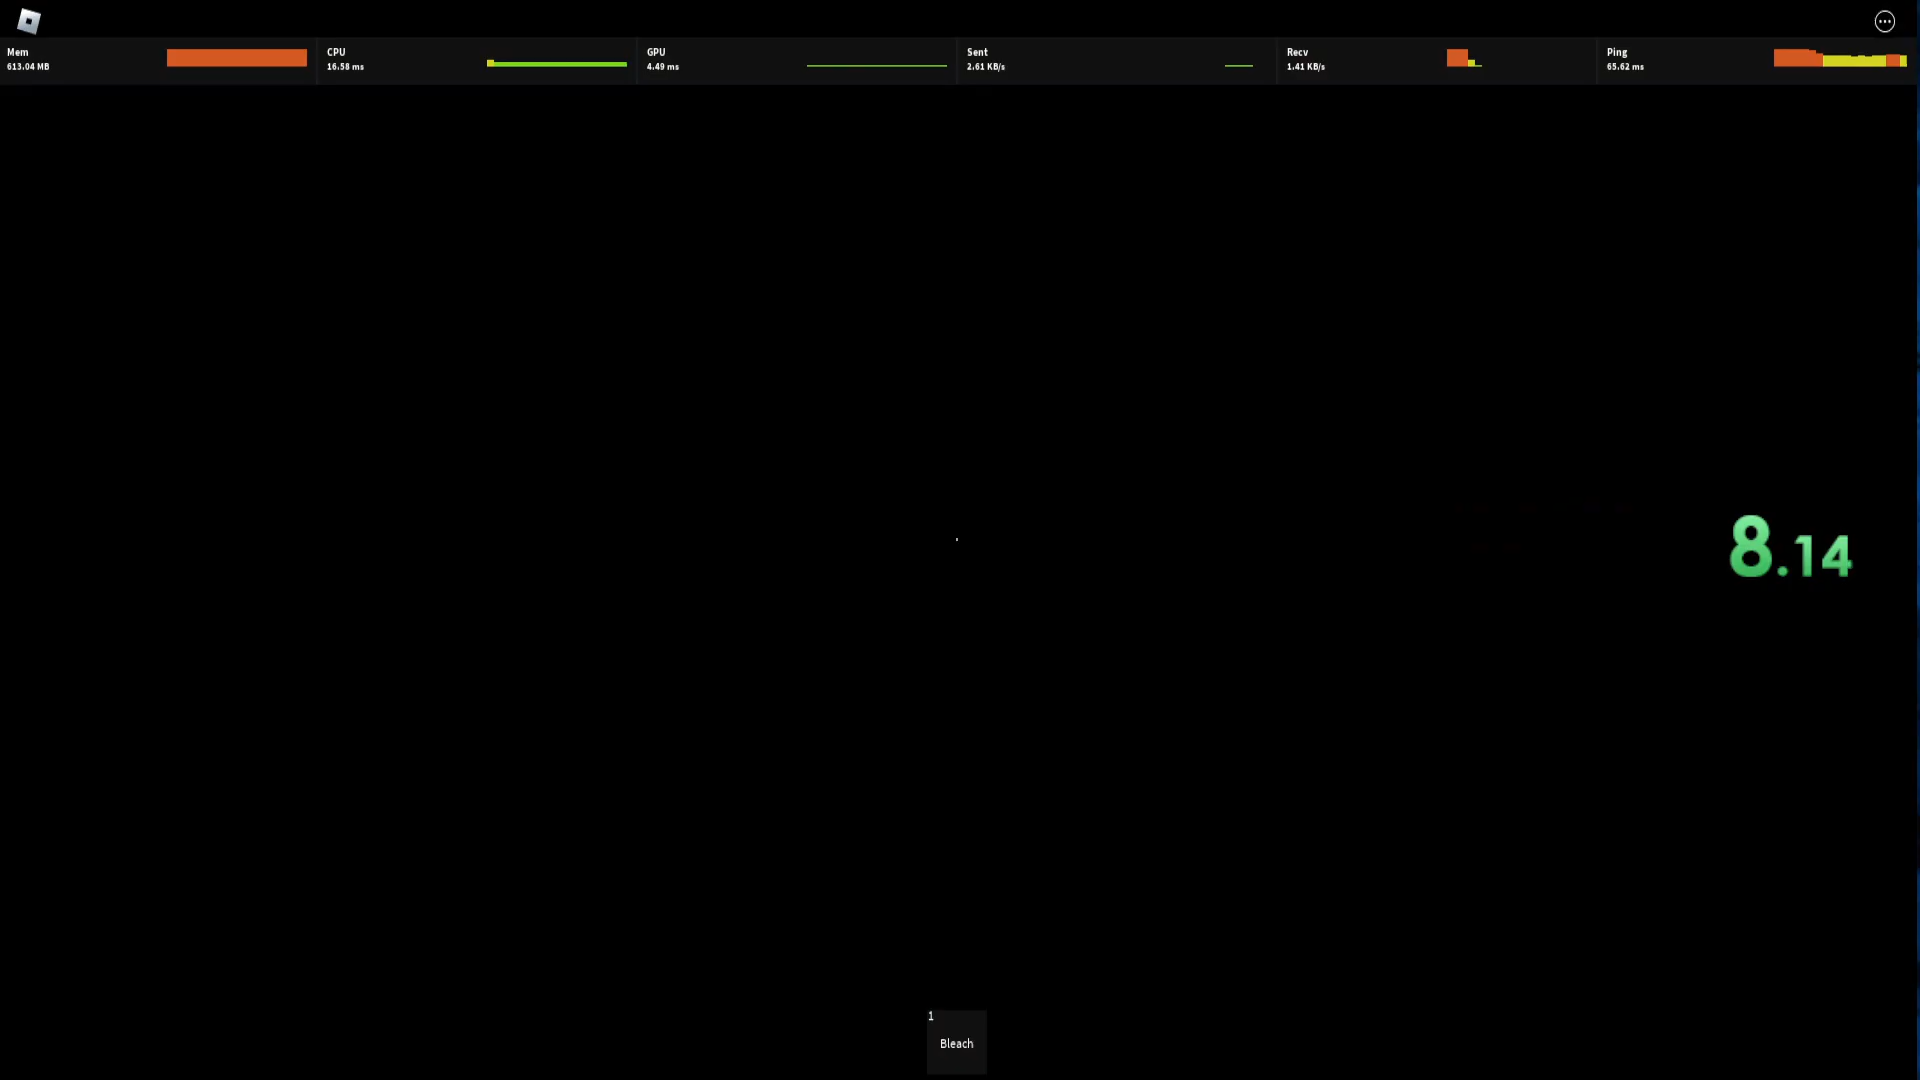 Mem
613.04 MB
CPU
16.58 ms
GPU
4.49 ms
Sent
2.61 KB/s
Recv
1.41 KB/s
Ping
65.62 ms
8.14
1
Bleach